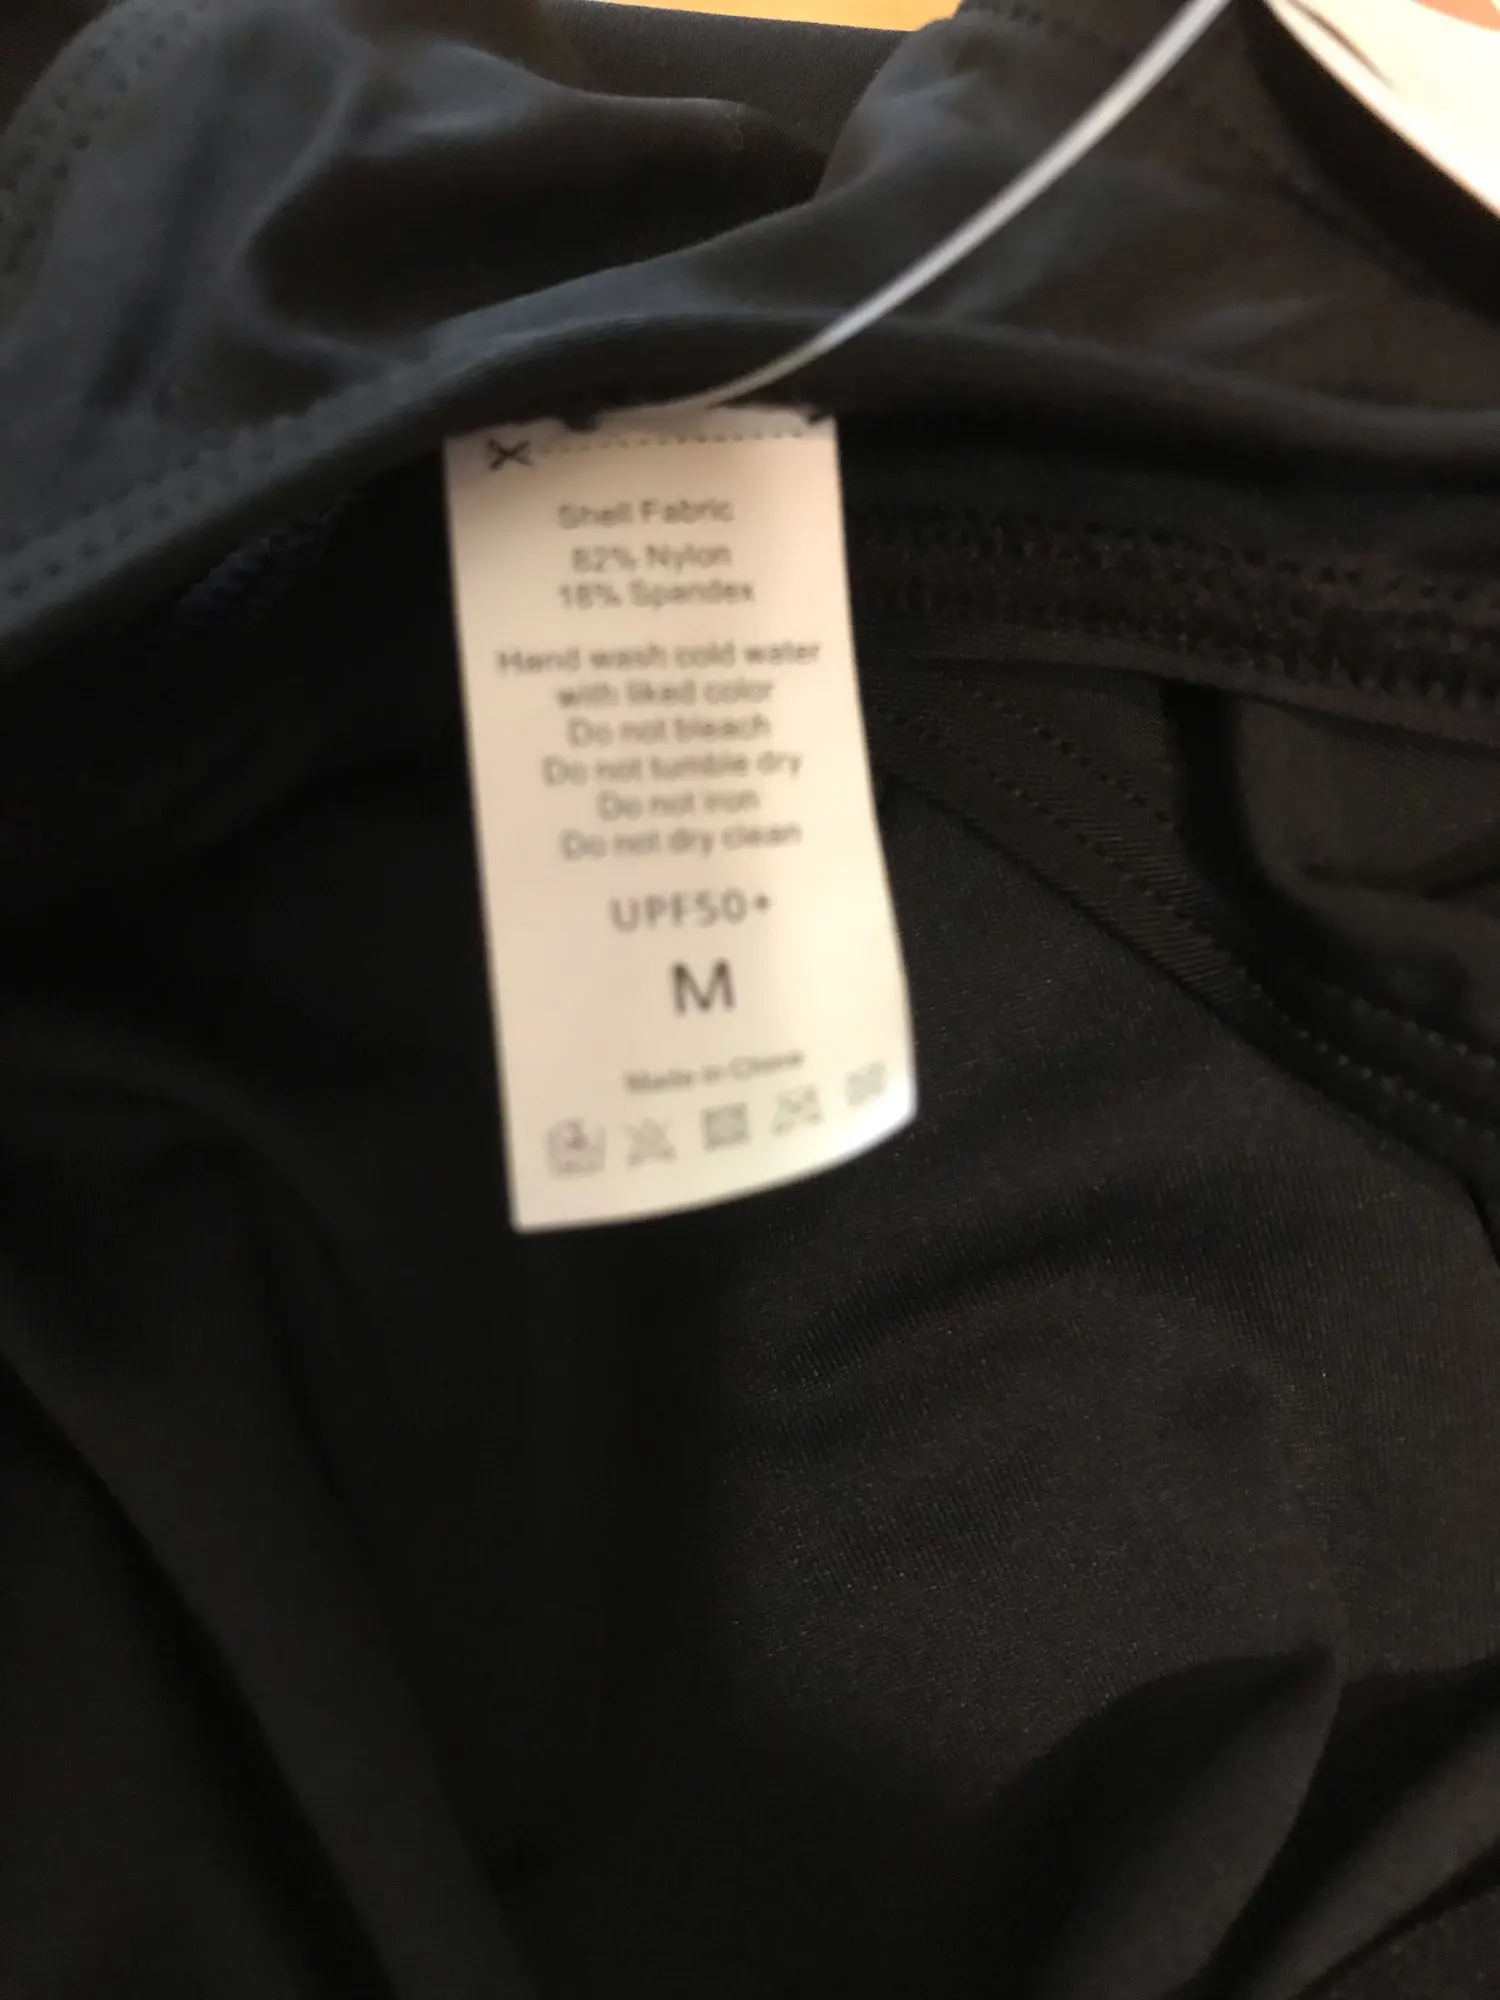 Shell Fabric
82% Nylon
18% Spandex
Hand wash cold water
with liked color
Do not bleach
Do not tumble dry
Do not iron
Do not dry clean
UPF50+
M
Made in China